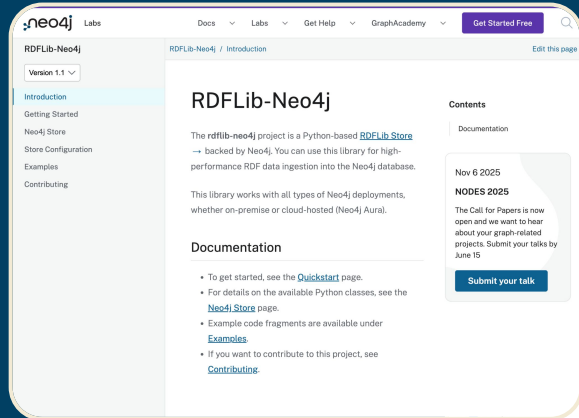 neo4j Labs
Docs Labs Get Help GraphAcademy Get Started Free
RDFLib-Neo4j
Version 1.1
Introduction
Getting Started
Neo4j Store
Store Configuration
Examples
Contributing
RDFLib-Neo4j / Introduction
Edit this page
RDFLib-Neo4j
The rdflib-neo4j project is a Python-based RDFLib Store
→ backed by Neo4j. You can use this library for high-
performance RDF data ingestion into the Neo4j database.
This library works with all types of Neo4j deployments,
whether on-premise or cloud-hosted (Neo4j Aura).
Documentation
• To get started, see the Quickstart page.
• For details on the available Python classes, see the
Neo4j Store page.
• Example code fragments are available under
Examples.
• If you want to contribute to this project, see
Contributing.
Contents
Documentation
Nov 6 2025
NODES 2025
The Call for Papers is now
open and we want to hear
about your graph-related
projects. Submit your talks by
June 15
Submit your talk